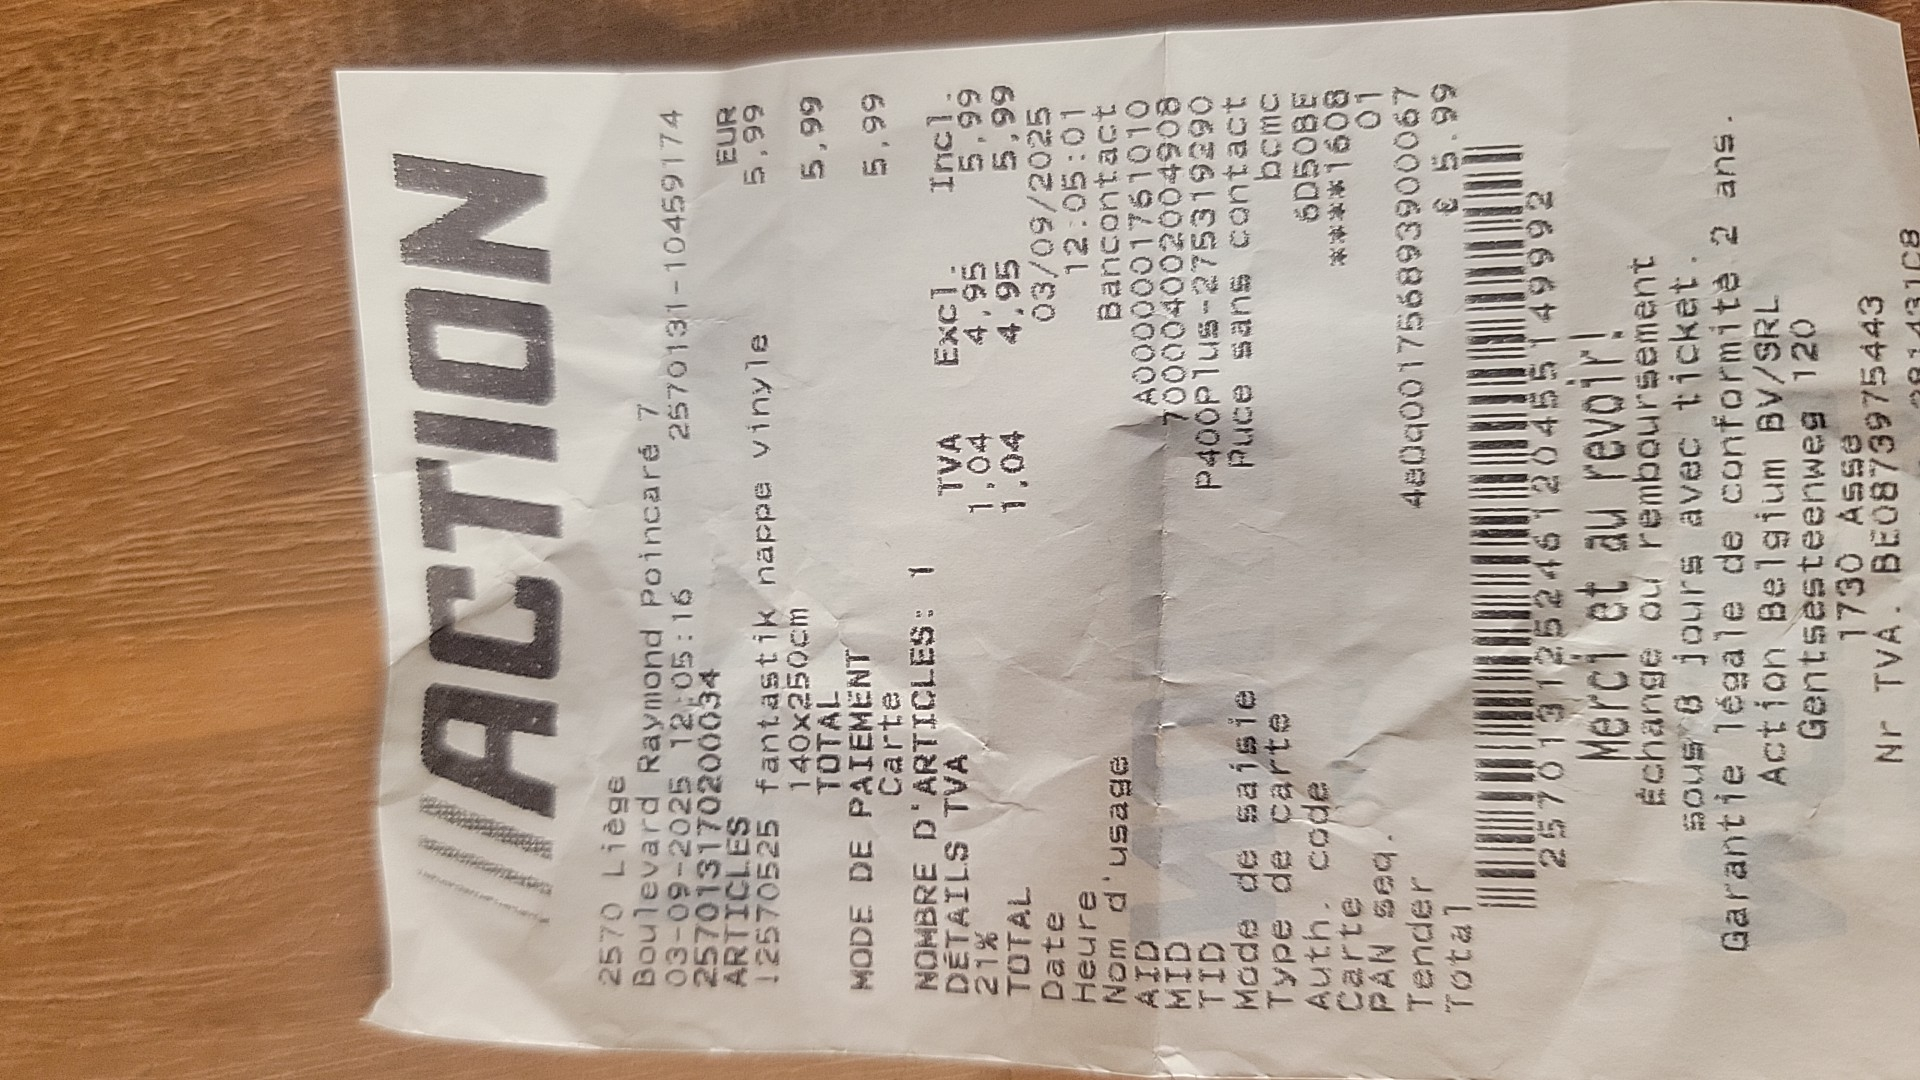 ACTION
2570 Liège
Boulevard Raymond Poincaré 7
03-09-2025 12:05:16 2570131-10459174
257013170200034
ARTICLES EUR
12570525 fantastik nappe vinyle 5,99
140x250cm
TOTAL 5,99
MODE DE PAIEMENT
Carte 5,99
NOMBRE D'ARTICLES: 1
DÉTAILS TVA TVA Excl. Incl.
21% 1,04 4,95 5,99
TOTAL 1,04 4,95 5,99
Date 03/09/2025
Heure 12:05:01
Nom d'usage Bancontact
AID A0000001761010
MID 70004002004908
TID P400Plus-275319290
Mode de saisie Puce sans contact
Type de carte bcmc
Auth. code 6D508E
Carte ****1608
PAN seq. 01
Tender 4e0q001756893900067
Total € 5.99
Merci et au revoir!
Échange ou remboursement
sous 8 jours avec ticket.
Garantie légale de conformité 2 ans.
Action Belgium BV/SRL
Gentsesteenweg 120
1730 Asse
Nr TVA. BE0873975443